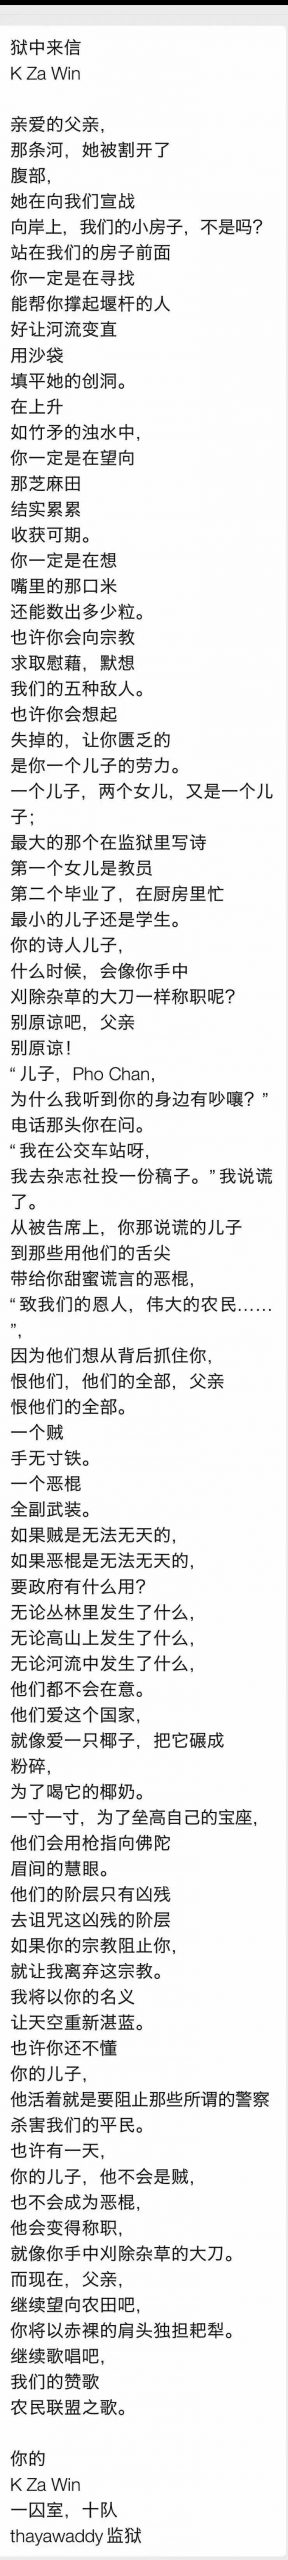 狱中来信
K Za Win
亲爱的父亲，
那条河，她被割开了
腹部，
她在向我们宣战
向岸上，我们的小房子，不是吗？
站在我们的房子前面
你一定是在寻找
能帮你撑起堰杆的人
好让河流变直
用沙袋
填平她的创洞。
在上升
如竹矛的浊水中，
你一定是在望向
那芝麻田
结实累累
收获可期。
你一定是在想
嘴里的那口米
还能数出多少粒。
也许你会向宗教
求取慰藉，默想
我们的五种敌人。
也许你会想起
失掉的，让你匮乏的
是你一个儿子的劳力。
一个儿子，两个女儿，又是一个儿
子；
最大的那个在监狱里写诗
第一个女儿是教员
第二个毕业了，在厨房里忙
最小的儿子还是学生。
你的诗人儿子，
什么时候，会像你手中
刈除杂草的大刀一样称职呢？
别原谅吧，父亲
别原谅！
“儿子，Pho Chan，
为什么我听到你的身边有吵嚷？”
电话那头你在问。
“我在公交车站呀，
我去杂志社投一份稿子。”我说谎
了。
从被告席上，你那说谎的儿子
到那些用他们的舌尖
带给你甜蜜谎言的恶棍，
“致我们的恩人，伟大的农民……
”，
因为他们想从背后抓住你，
恨他们，他们的全部，父亲
恨他们的全部。
一个贼
手无寸铁。
一个恶棍
全副武装。
如果贼是无法无天的，
如果恶棍是无法无天的，
要政府有什么用？
无论丛林里发生了什么，
无论高山上发生了什么，
无论河流中发生了什么，
他们都不会在意。
他们爱这个国家，
就像爱一只椰子，把它碾成
粉碎，
为了喝它的椰奶。
一寸一寸，为了垒高自己的宝座，
他们会用枪指向佛陀
眉间的慧眼。
他们的阶层只有凶残
去诅咒这凶残的阶层
如果你的宗教阻止你，
就让我离弃这宗教。
我将以你的名义
让天空重新湛蓝。
也许你还不懂
你的儿子，
他活着就是要阻止那些所谓的警察
杀害我们的平民。
也许有一天，
你的儿子，他不会是贼，
也不会成为恶棍，
他会变得称职，
就像你手中刈除杂草的大刀。
而现在，父亲，
继续望向农田吧，
你将以赤裸的肩头独担耙犁。
继续歌唱吧，
我们的赞歌
农民联盟之歌。
你的
K Za Win
一囚室，十队
thayawaddy监狱